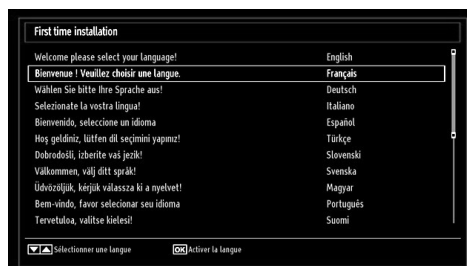 First time installation
Welcome please select your language! English
Bienvenue ! Veuillez choisir une langue. Français
Wählen Sie bitte Ihre Sprache aus! Deutsch
Selezionate la vostra lingua! Italiano
Bienvenido, seleccione un idioma Español
Hoş geldiniz, lütfen dil seçimini yapınız! Türkçe
Dobrodošli, izberite vaš jezik! Slovenski
Välkommen, välj ditt språk! Svenska
Üdvözöljük, kérjük válassza ki a nyelvet! Magyar
Bem-vindo, favor selecionar seu idioma Português
Tervetuloa, valitse kielesi! Suomi
Sélectionner une langue OK Activer la langue